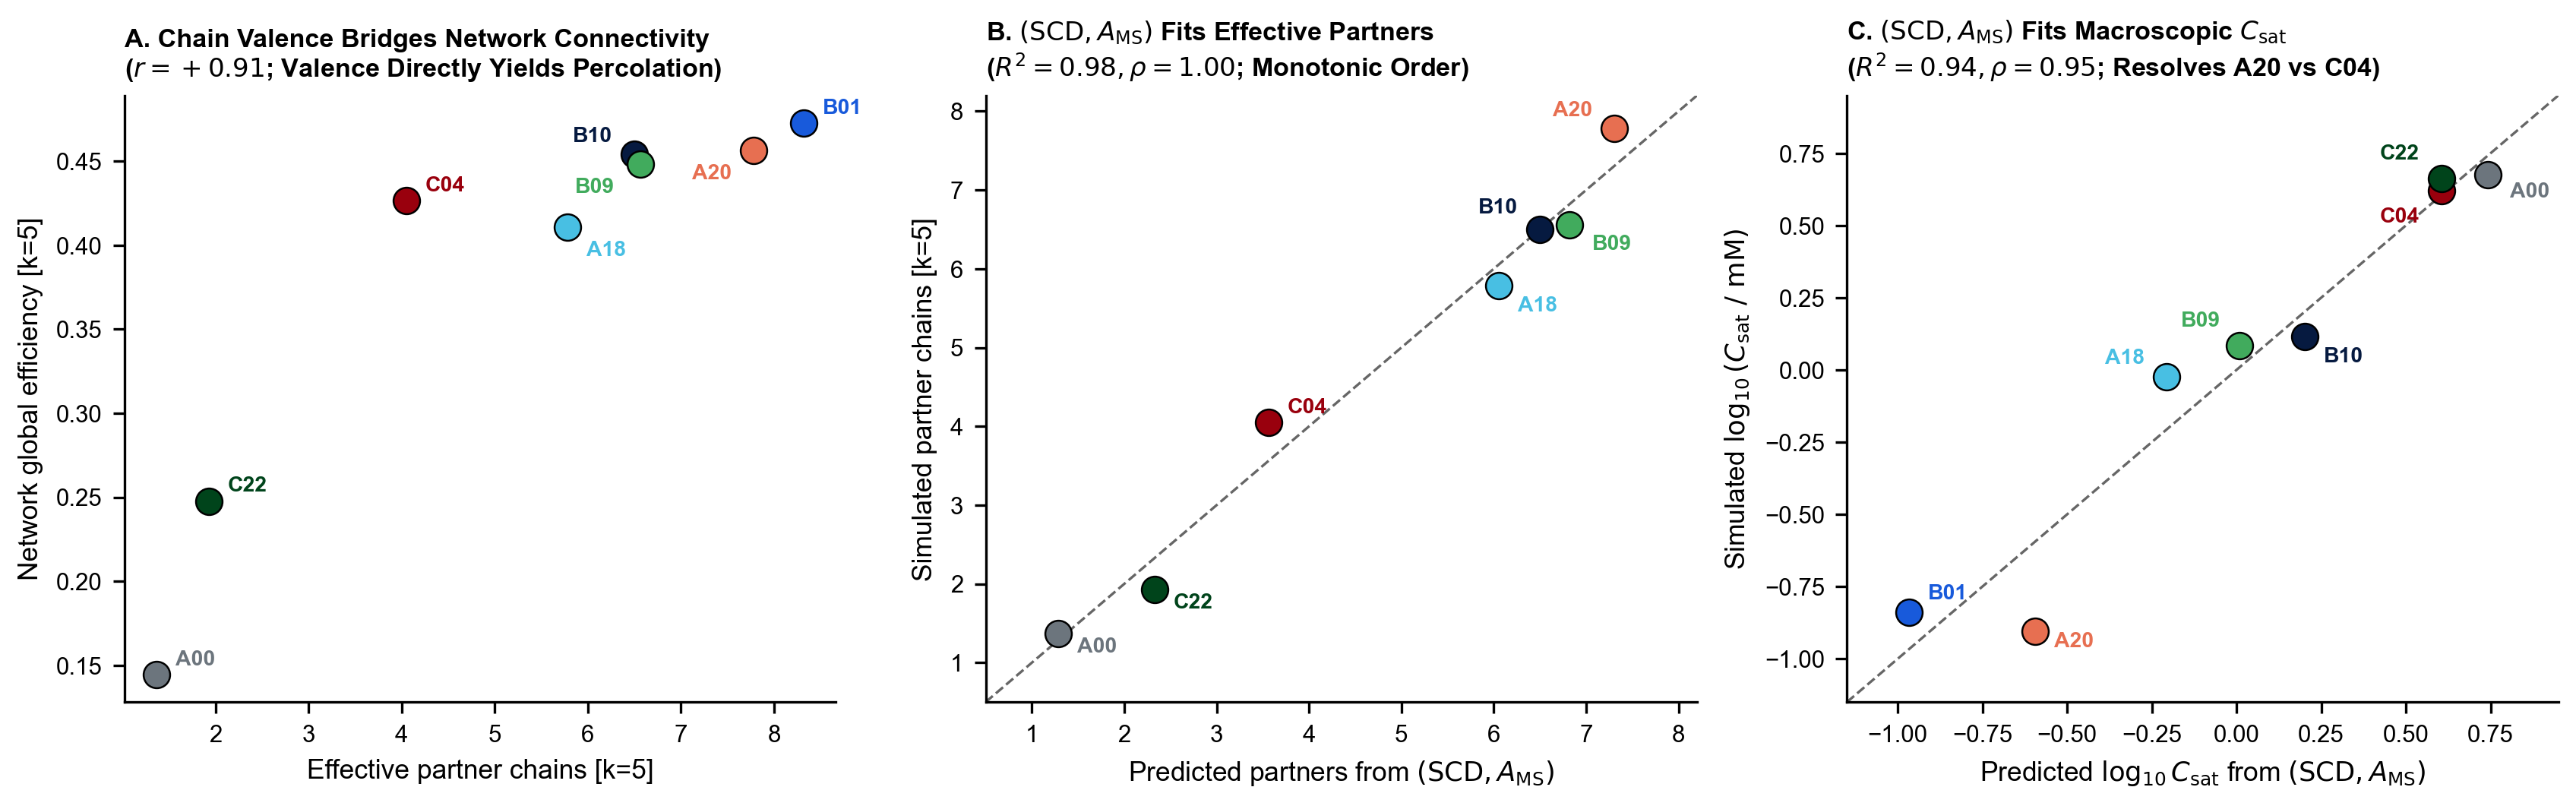 A. Chain Valence Bridges Network Connectivity
(r = +0.91; Valence Directly Yields Percolation)
Network global efficiency [k=5]
0.45
0.40
0.35
0.30
0.25
0.20
0.15
B01
B10
A20
B09
C04
A18
C22
A00
2 3 4 5 6 7 8
Effective partner chains [k=5]
B. (SCD, A_MS) Fits Effective Partners
(R² = 0.98, ρ = 1.00; Monotonic Order)
Simulated partner chains [k=5]
8
7
6
5
4
3
2
1
A20
B10
B09
A18
C04
C22
A00
1 2 3 4 5 6 7 8
Predicted partners from (SCD, A_MS)
C. (SCD, A_MS) Fits Macroscopic C_sat
(R² = 0.94, ρ = 0.95; Resolves A20 vs C04)
Simulated log₁₀(C_sat / mM)
0.75
0.50
0.25
0.00
−0.25
−0.50
−0.75
−1.00
C22
A00
C04
B09
A18
B10
B01
A20
−1.00 −0.75 −0.50 −0.25 0.00 0.25 0.50 0.75
Predicted log₁₀ C_sat from (SCD, A_MS)